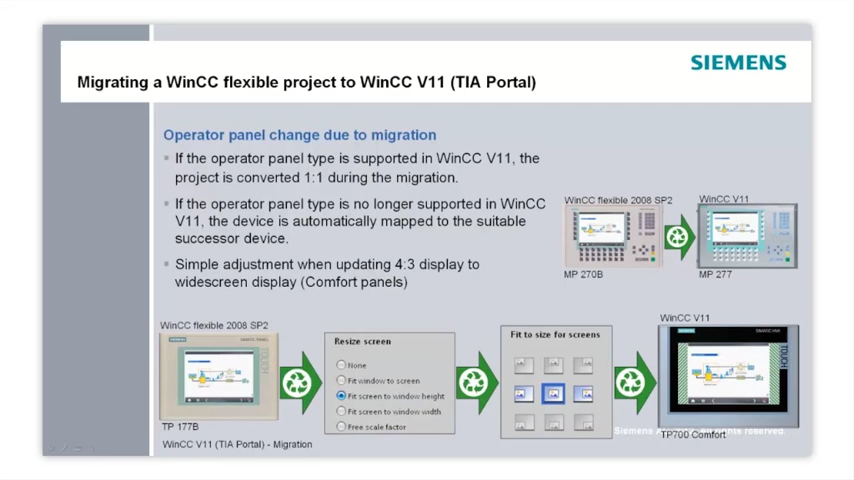 SIEMENS
Migrating a WinCC flexible project to WinCC V11 (TIA Portal)
Operator panel change due to migration
If the operator panel type is supported in WinCC V11, the
project is converted 1:1 during the migration.
If the operator panel type is no longer supported in WinCC
V11, the device is automatically mapped to the suitable
successor device.
Simple adjustment when updating 4:3 display to
widescreen display (Comfort panels)
WinCC flexible 2008 SP2
WinCC V11
MP 270B
MP 277
WinCC flexible 2008 SP2
TOUCH
TP 177B
Resize screen
None
Fit window to screen
Fit screen to window height
Fit screen to window width
Free scale factor
Fit to size for screens
WinCC V11
SIEMENS
SIMATIC HMI
TOUCH
TP700 Comfort
WinCC V11 (TIA Portal) - Migration